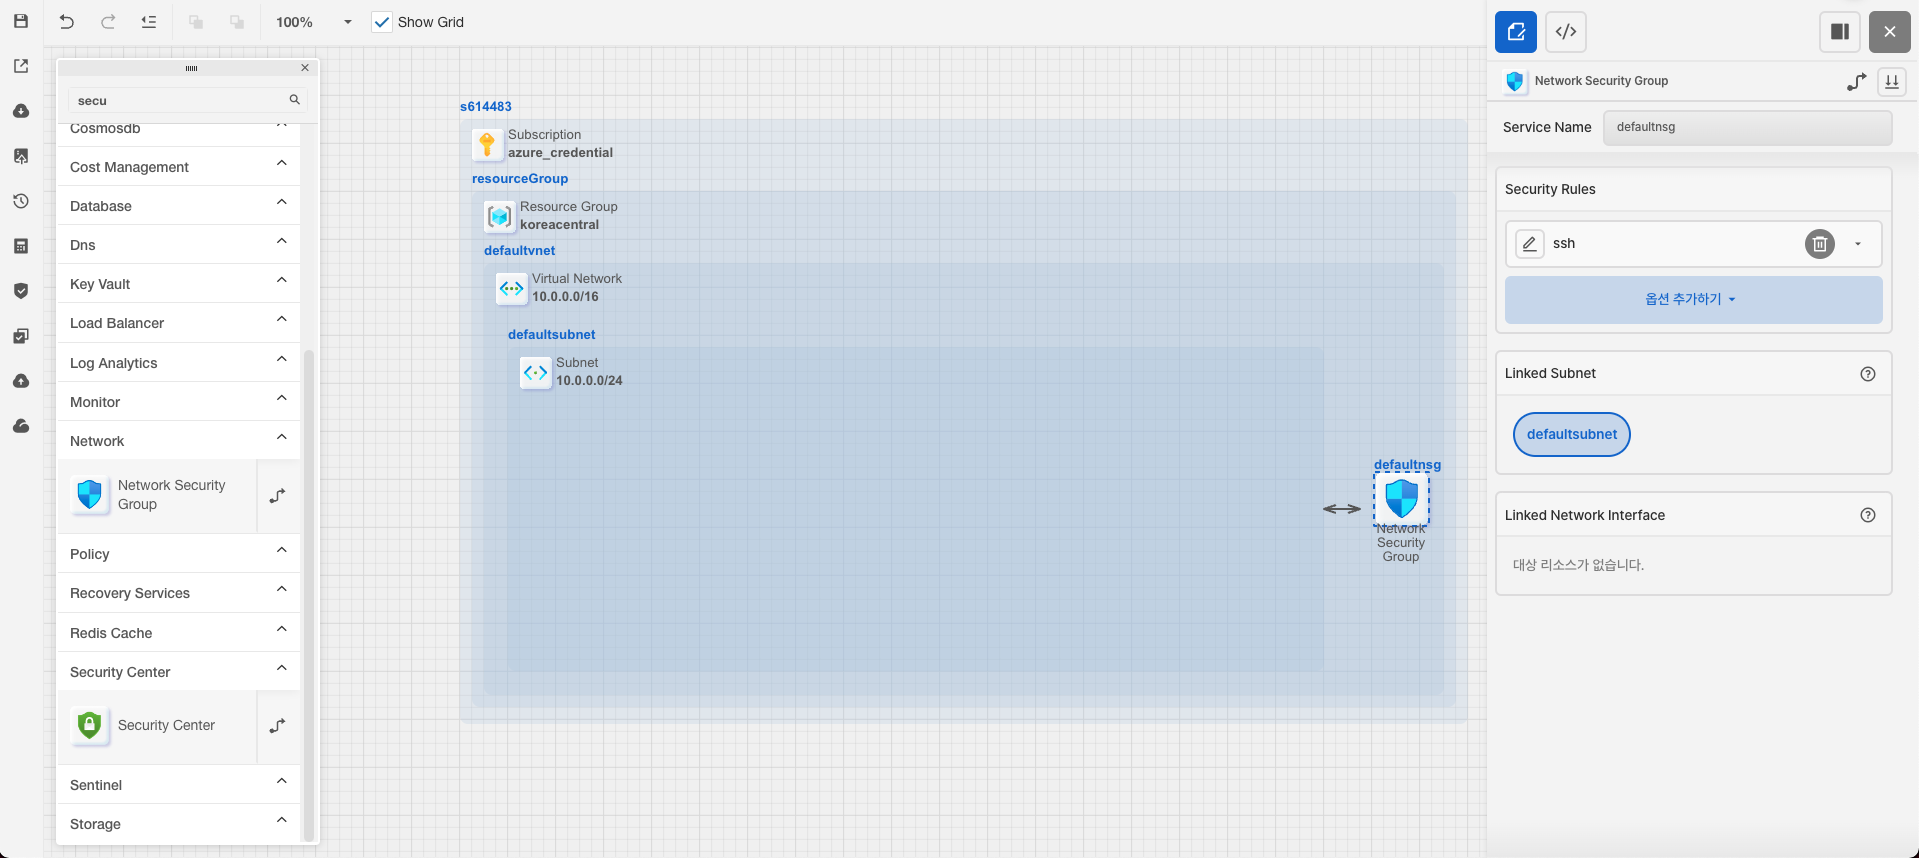 100%
Show Grid
secu
Cosmosdb
Cost Management
Database
Dns
Key Vault
Load Balancer
Log Analytics
Monitor
Network
Network Security
Group
Policy
Recovery Services
Redis Cache
Security Center
Security Center
Sentinel
Storage
s614483
Subscription
azure_credential
resourceGroup
Resource Group
koreacentral
defaultvnet
Virtual Network
10.0.0.0/16
defaultsubnet
Subnet
10.0.0.0/24
defaultnsg
Network
Security
Group
Network Security Group
Service Name
defaultnsg
Security Rules
ssh
옵션 추가하기
Linked Subnet
defaultsubnet
Linked Network Interface
대상 리소스가 없습니다.